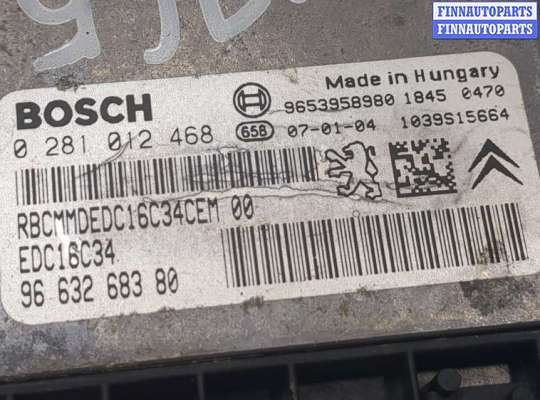 FINNAUTOPARTS
FINNAUTOPARTS
Made in Hungary
BOSCH
9653958980 1845 0470
0 281 012 468
658 07-01-04 1039S15664
RBCMMDEDC16C34CEM 00
EDC16C34
96 632 683 80